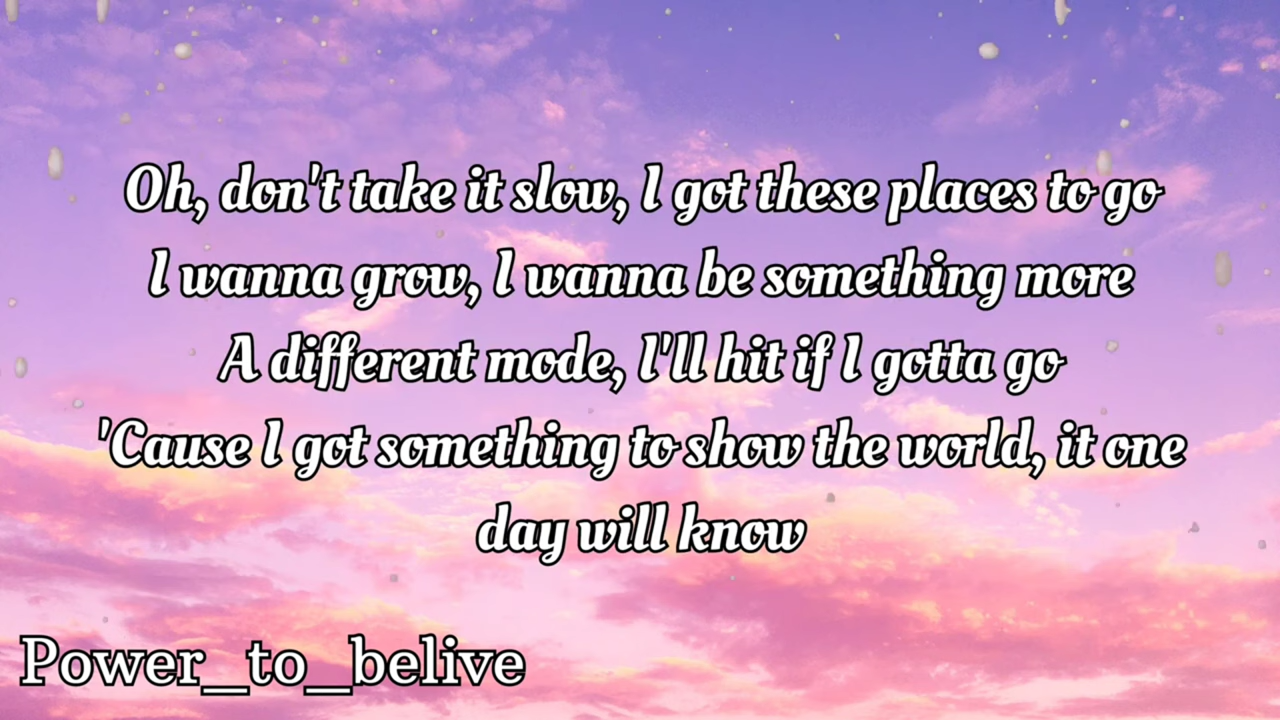 Oh, don't take it slow, I got these places to go
I wanna grow, I wanna be something more
A different mode, I'll hit if I gotta go
'Cause I got something to show the world, it one
day will know
Power_to_belive